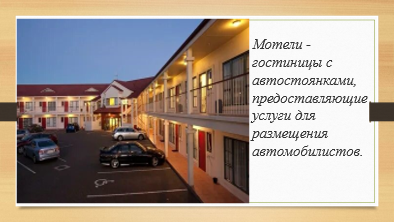 Мотели -
гостиницы с
автостоянками,
предоставляющие
услуги для
размещения
автомобилистов.